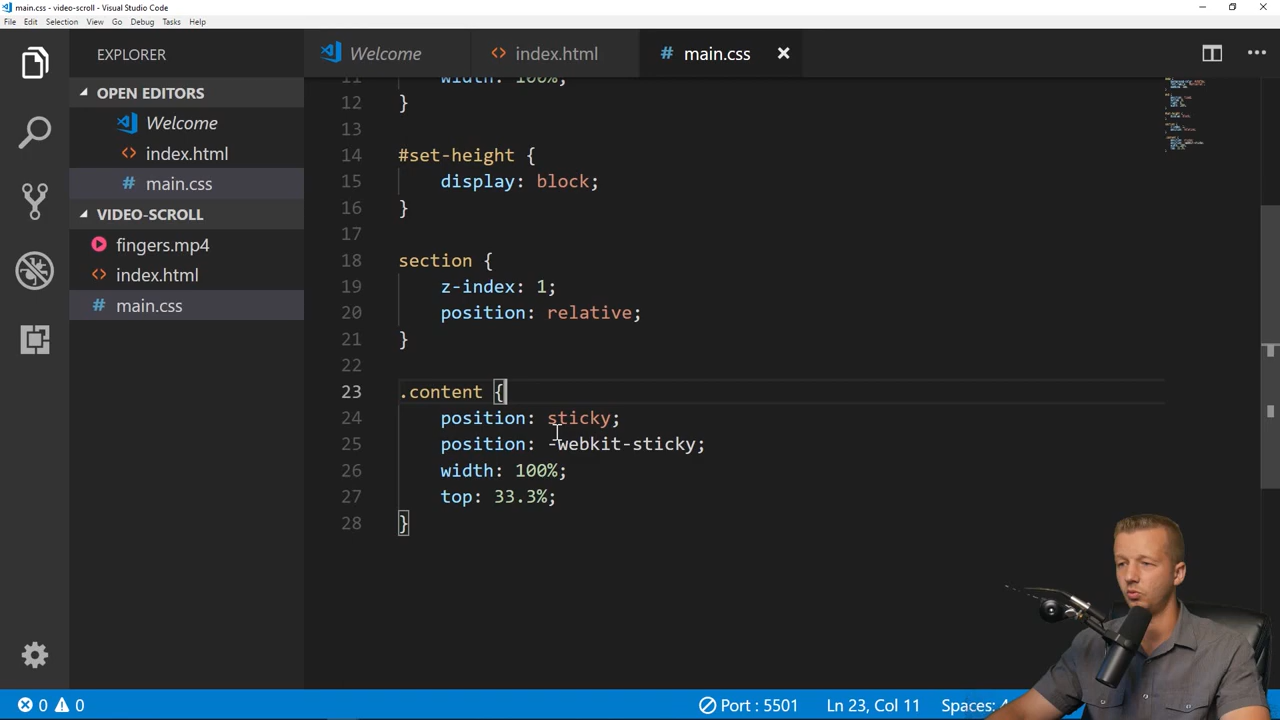 main.css - video-scroll - Visual Studio Code
File Edit Selection View Go Debug Tasks Help
EXPLORER
Welcome
index.html
# main.css ×
OPEN EDITORS
Welcome
<> index.html
# main.css
VIDEO-SCROLL
fingers.mp4
<> index.html
# main.css
11 width: 100%;
12 }
13
14 #set-height {
15 display: block;
16 }
17
18 section {
19 z-index: 1;
20 position: relative;
21 }
22
23 .content {
24 position: sticky;
25 position: -webkit-sticky;
26 width: 100%;
27 top: 33.3%;
28 }
0 0
Port : 5501
Ln 23, Col 11
Spaces: